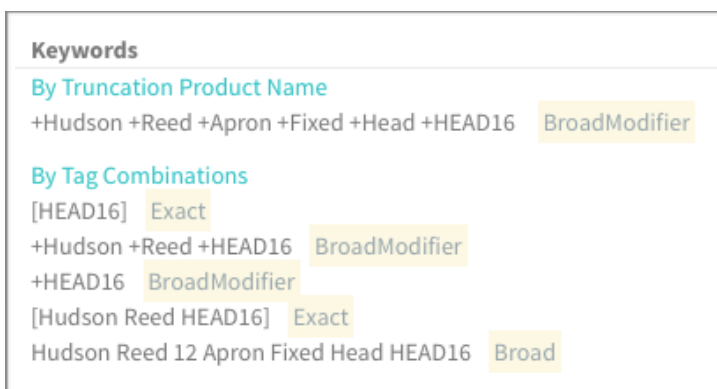 Keywords
By Truncation Product Name
+Hudson +Reed +Apron +Fixed +Head +HEAD16 BroadModifier
By Tag Combinations
[HEAD16] Exact
+Hudson +Reed +HEAD16 BroadModifier
+HEAD16 BroadModifier
[Hudson Reed HEAD16] Exact
Hudson Reed 12 Apron Fixed Head HEAD16 Broad